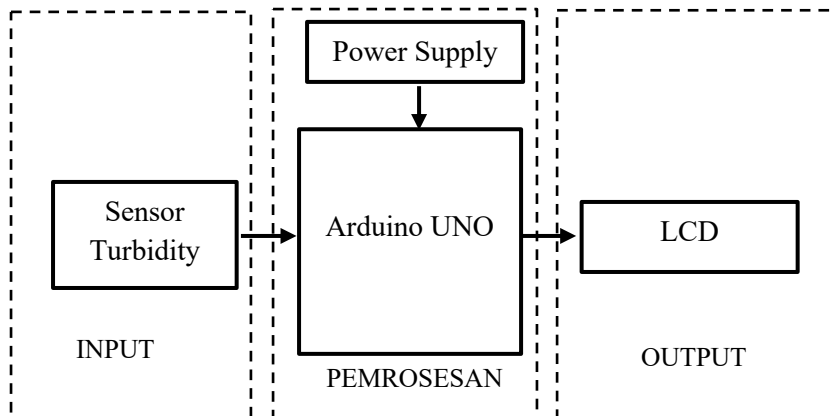 Power Supply
Sensor
Turbidity
Arduino UNO
LCD
INPUT
PEMROSESAN
OUTPUT